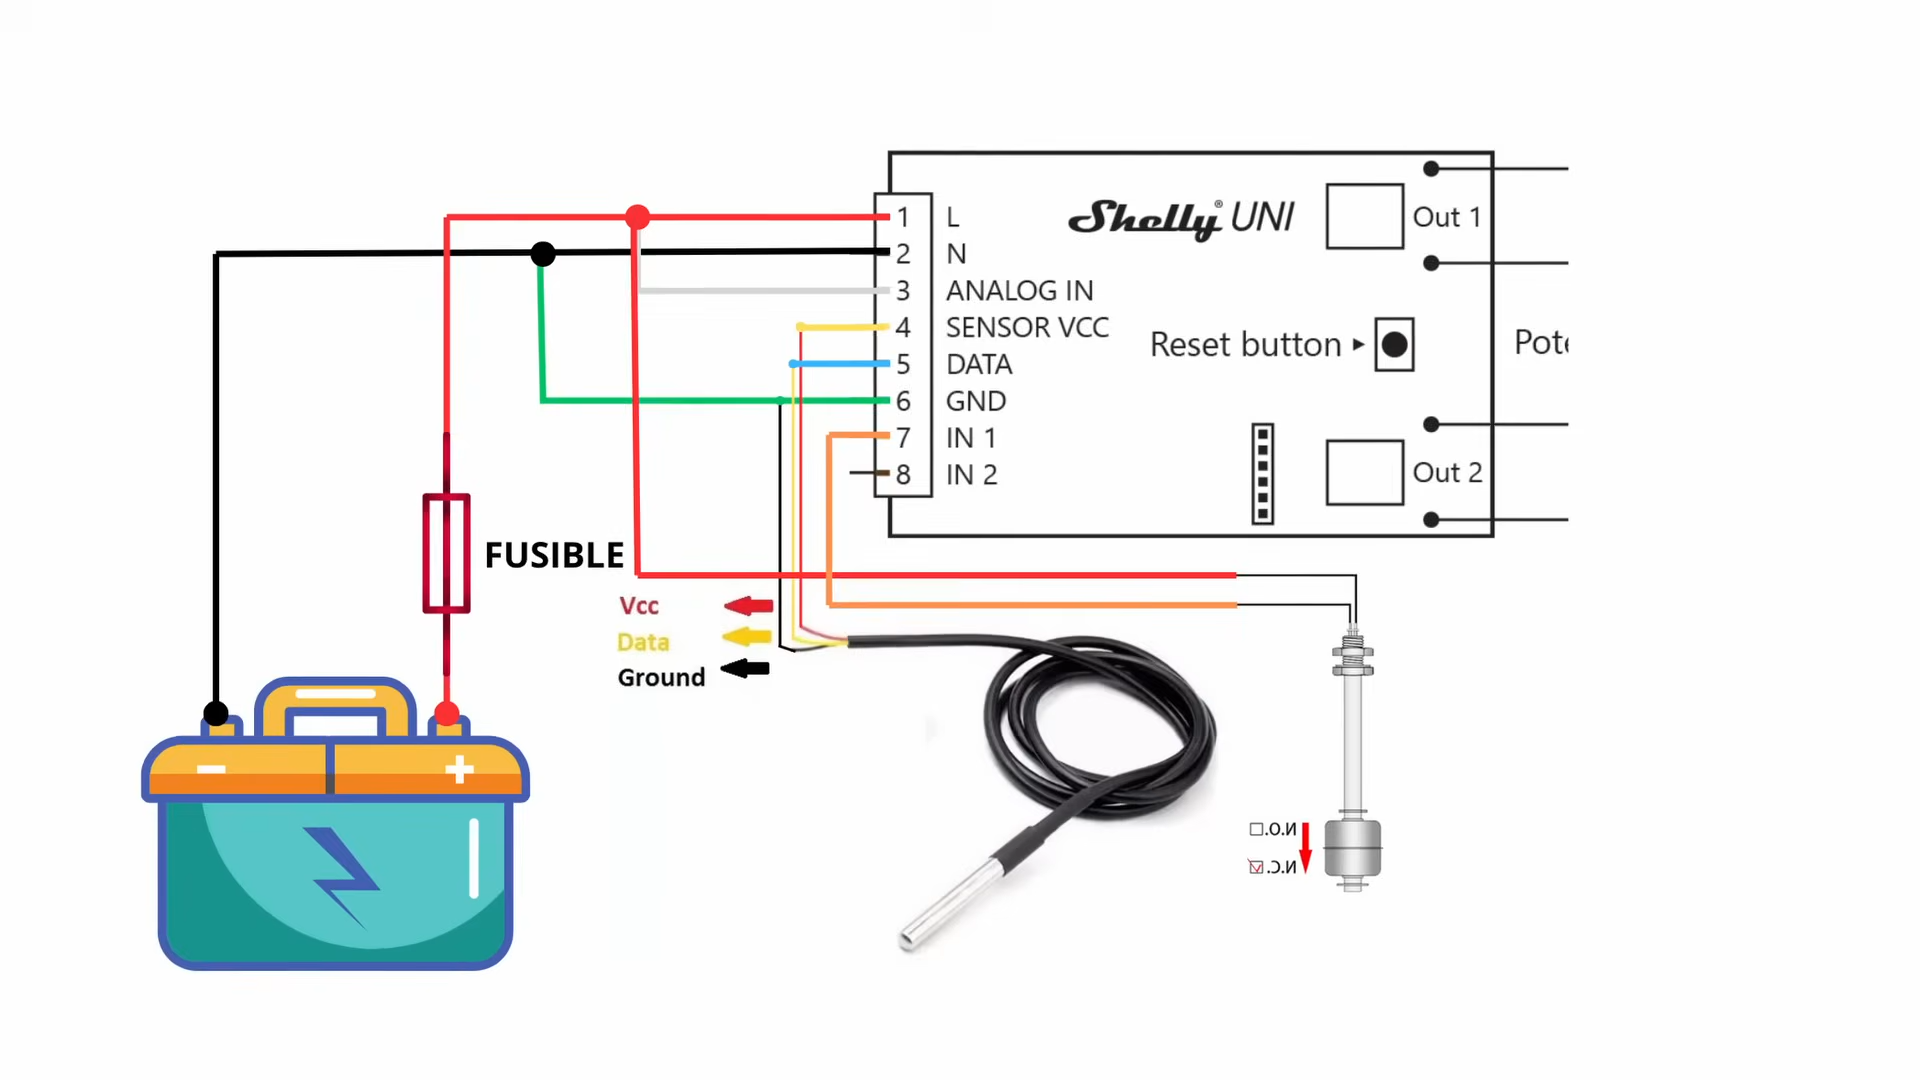 Shelly® UNI
1 L
2 N
3 ANALOG IN
4 SENSOR VCC
5 DATA
6 GND
7 IN 1
8 IN 2
Out 1
Reset button
Pote
Out 2
FUSIBLE
Vcc
Data
Ground
N.O.
N.C.
- +